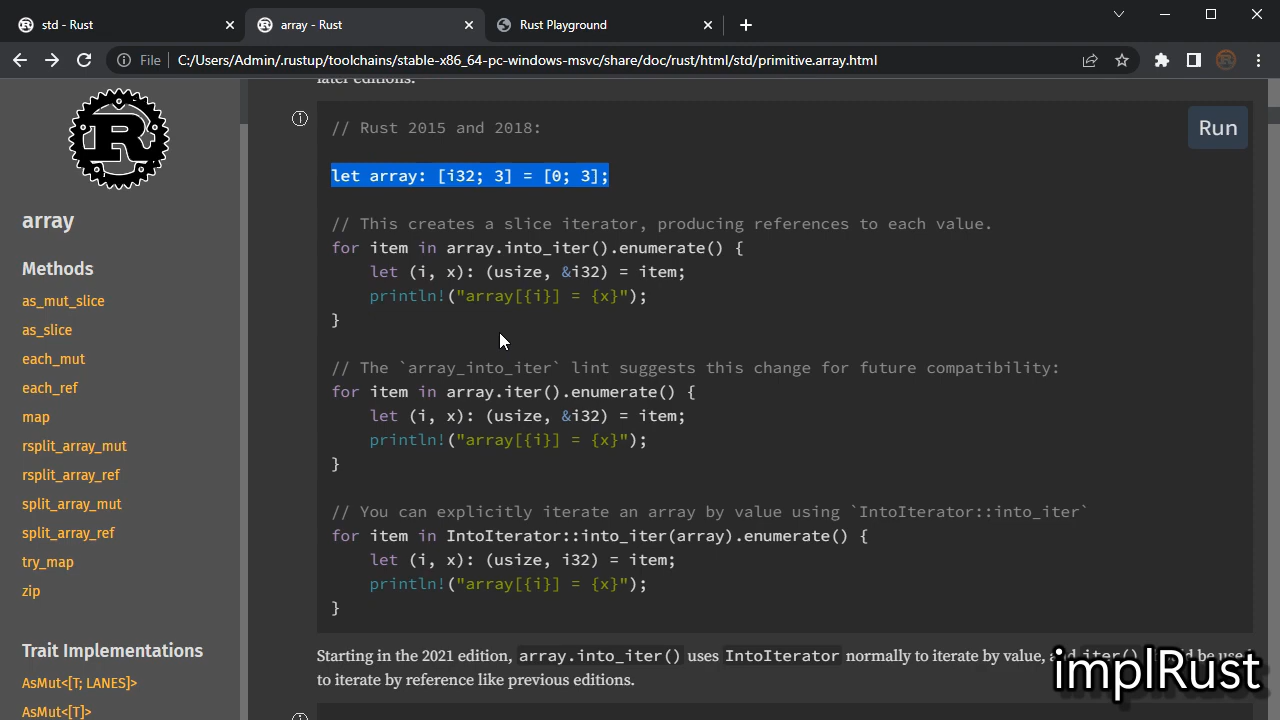 std - Rust
array - Rust
Rust Playground
File
C:/Users/Admin/.rustup/toolchains/stable-x86_64-pc-windows-msvc/share/doc/rust/html/std/primitive.array.html
array
Methods
as_mut_slice
as_slice
each_mut
each_ref
map
rsplit_array_mut
rsplit_array_ref
split_array_mut
split_array_ref
try_map
zip
Trait Implementations
AsMut<[T; LANES]>
AsMut<[T]>
later editions.
Run
// Rust 2015 and 2018:
let array: [i32; 3] = [0; 3];
// This creates a slice iterator, producing references to each value.
for item in array.into_iter().enumerate() {
    let (i, x): (usize, &i32) = item;
    println!("array[{i}] = {x}");
}
// The `array_into_iter` lint suggests this change for future compatibility:
for item in array.iter().enumerate() {
    let (i, x): (usize, &i32) = item;
    println!("array[{i}] = {x}");
}
// You can explicitly iterate an array by value using `IntoIterator::into_iter`
for item in IntoIterator::into_iter(array).enumerate() {
    let (i, x): (usize, i32) = item;
    println!("array[{i}] = {x}");
}
Starting in the 2021 edition, array.into_iter() uses IntoIterator normally to iterate by value, and iter()
to iterate by reference like previous editions.
implRust